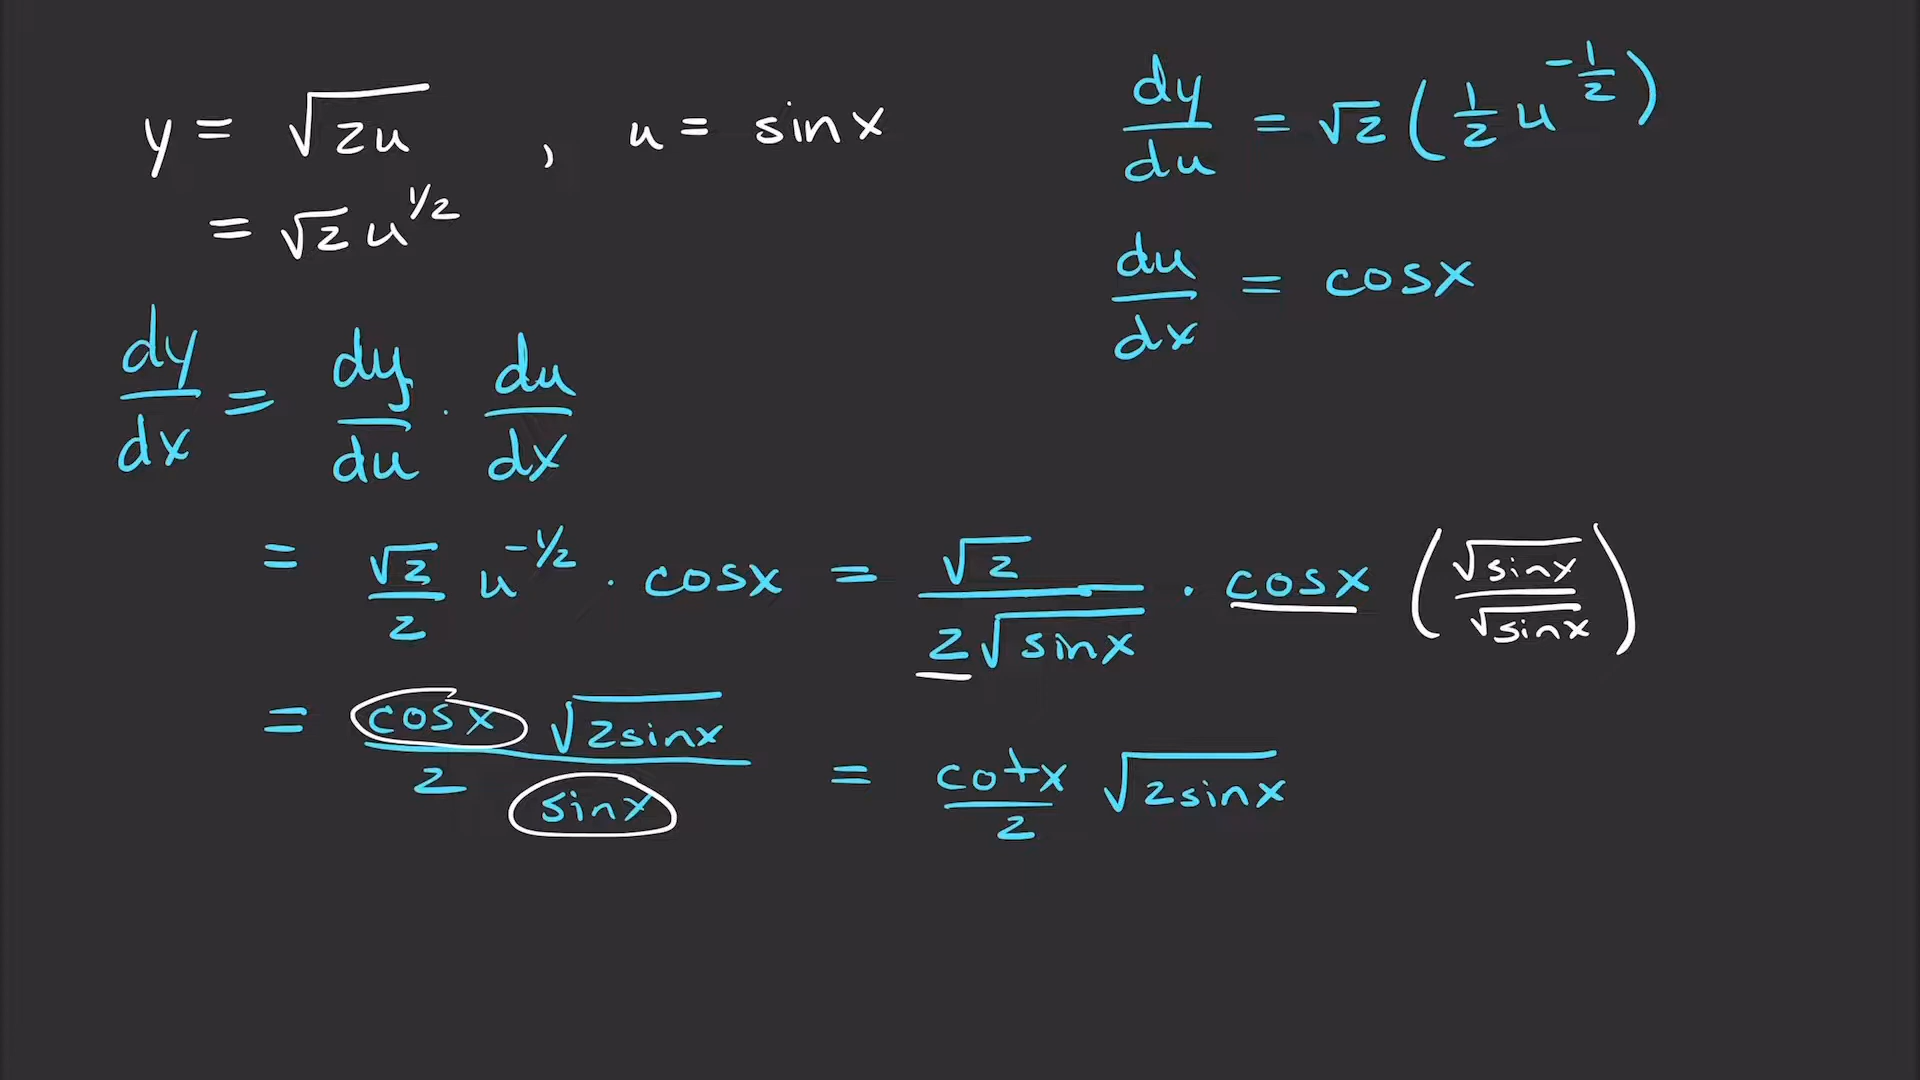 y = √2u , u = sinx
= √2 u^1/2
dy/du = √2 (1/2 u^-1/2)
du/dx = cosx
dy/dx = dy/du · du/dx
= √2/2 u^-1/2 · cosx = √2/(2√sinx) · cosx (√sinx/√sinx)
= (cosx √2sinx)/(2 sinx) = cotx/2 √2sinx